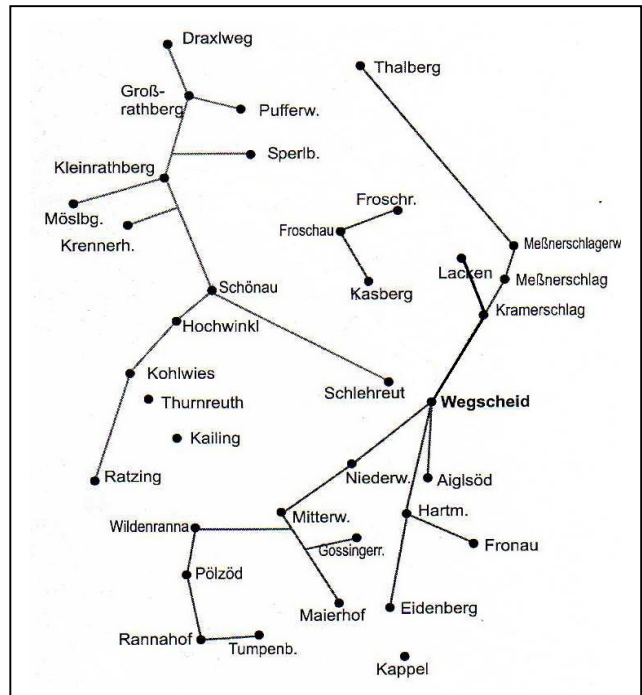 Draxlweg
Thalberg
Groß-
rathberg
Pufferw.
Sperlb.
Kleinrathberg
Froschr.
Möslbg.
Krennerh.
Froschau
Meßnerschlagerw
Lacken
Meßnerschlag
Schönau
Kasberg
Kramerschlag
Hochwinkl
Kohlwies
Schlehreut
Thurnreuth
Wegscheid
Kailing
Ratzing
Niederw.
Aiglsöd
Mitterw.
Hartm.
Wildenranna
Gossingerr.
Fronau
Pölzöd
Maierhof
Eidenberg
Rannahof
Tumpenb.
Kappel